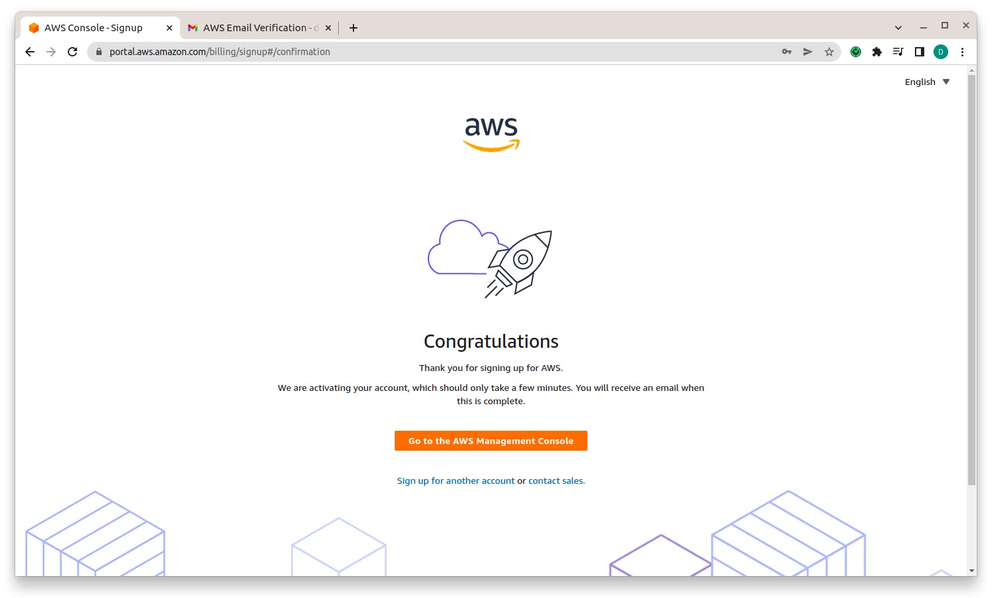 AWS Console - Signup
AWS Email Verification - d
portal.aws.amazon.com/billing/signup#/confirmation
D
English
aws
Congratulations
Thank you for signing up for AWS.
We are activating your account, which should only take a few minutes. You will receive an email when
this is complete.
Go to the AWS Management Console
Sign up for another account or contact sales.